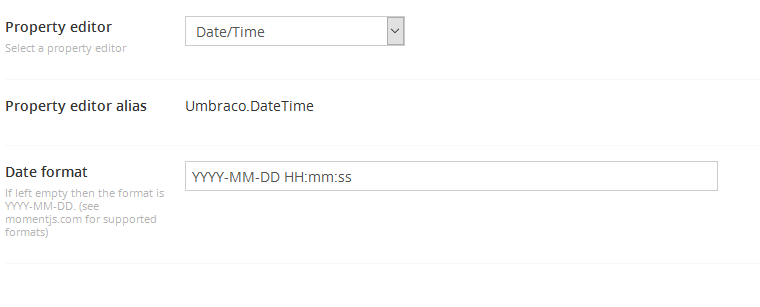 Property editor
Date/Time
Select a property editor
Property editor alias
Umbraco.DateTime
Date format
YYYY-MM-DD HH:mm:ss
If left empty then the format is
YYYY-MM-DD. (see
momentjs.com for supported
formats)